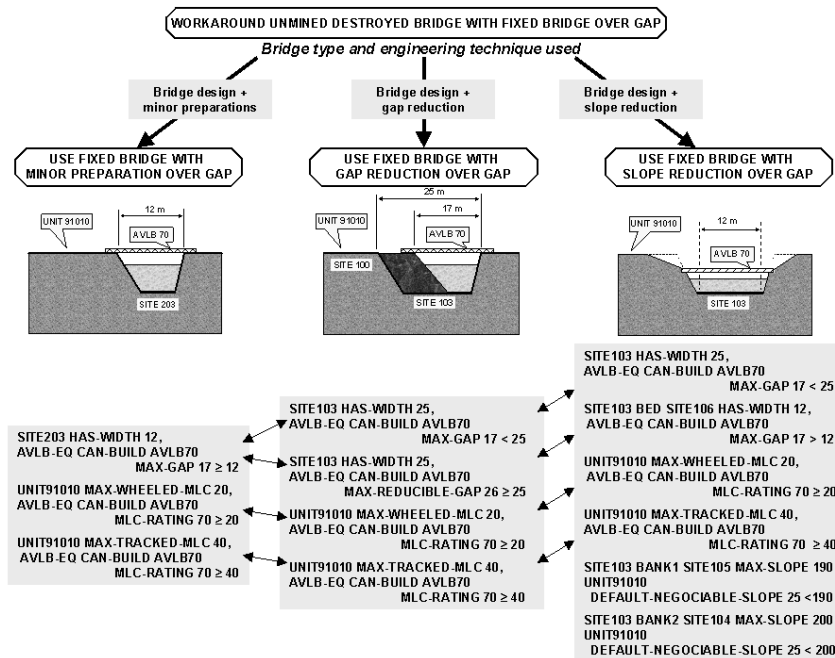 WORKAROUND UNMINED DESTROYED BRIDGE WITH FIXED BRIDGE OVER GAP
Bridge type and engineering technique used
Bridge design +
minor preparations
Bridge design +
gap reduction
Bridge design +
slope reduction
USE FIXED BRIDGE WITH
MINOR PREPARATION OVER GAP
USE FIXED BRIDGE WITH
GAP REDUCTION OVER GAP
USE FIXED BRIDGE WITH
SLOPE REDUCTION OVER GAP
12 m
UNIT 91010
AVLB 70
SITE 203
25 m
17 m
UNIT 91010
AVLB 70
SITE 100
SITE 103
12 m
UNIT 91010
AVLB 70
SITE 103
SITE203 HAS-WIDTH 12,
AVLB-EQ CAN-BUILD AVLB70
MAX-GAP 17 ≥ 12
UNIT91010 MAX-WHEELED-MLC 20,
AVLB-EQ CAN-BUILD AVLB70
MLC-RATING 70 ≥ 20
UNIT91010 MAX-TRACKED-MLC 40,
AVLB-EQ CAN-BUILD AVLB70
MLC-RATING 70 ≥ 40
SITE103 HAS-WIDTH 25,
AVLB-EQ CAN-BUILD AVLB70
MAX-GAP 17 < 25
SITE103 HAS-WIDTH 25,
AVLB-EQ CAN-BUILD AVLB70
MAX-REDUCIBLE-GAP 26 ≥ 25
UNIT91010 MAX-WHEELED-MLC 20,
AVLB-EQ CAN-BUILD AVLB70
MLC-RATING 70 ≥ 20
UNIT91010 MAX-TRACKED-MLC 40,
AVLB-EQ CAN-BUILD AVLB70
MLC-RATING 70 ≥ 40
SITE103 HAS-WIDTH 25,
AVLB-EQ CAN-BUILD AVLB70
MAX-GAP 17 < 25
SITE103 BED SITE106 HAS-WIDTH 12,
AVLB-EQ CAN-BUILD AVLB70
MAX-GAP 17 > 12
UNIT91010 MAX-WHEELED-MLC 20,
AVLB-EQ CAN-BUILD AVLB70
MLC-RATING 70 ≥ 20
UNIT91010 MAX-TRACKED-MLC 40,
AVLB-EQ CAN-BUILD AVLB70
MLC-RATING 70 ≥ 40
SITE103 BANK1 SITE105 MAX-SLOPE 190
UNIT91010
DEFAULT-NEGOCIABLE-SLOPE 25 <190
SITE103 BANK2 SITE104 MAX-SLOPE 200
UNIT91010
DEFAULT-NEGOCIABLE-SLOPE 25 < 200